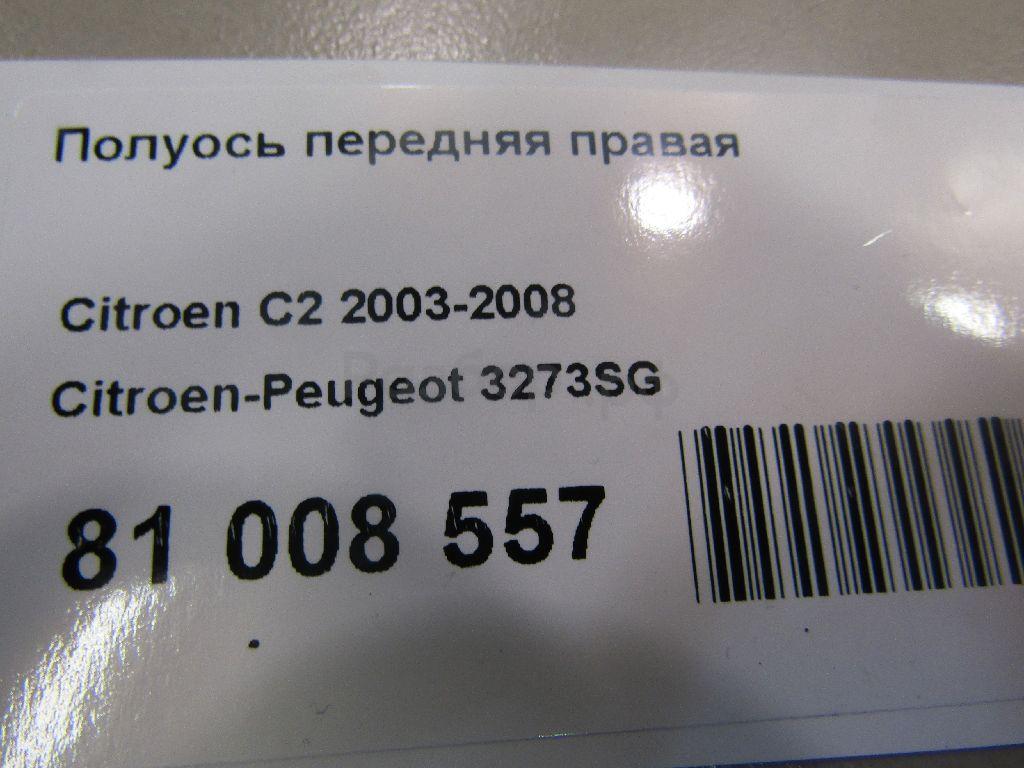 Полуось передняя правая
Citroen C2 2003-2008
Citroen-Peugeot 3273SG
81 008 557